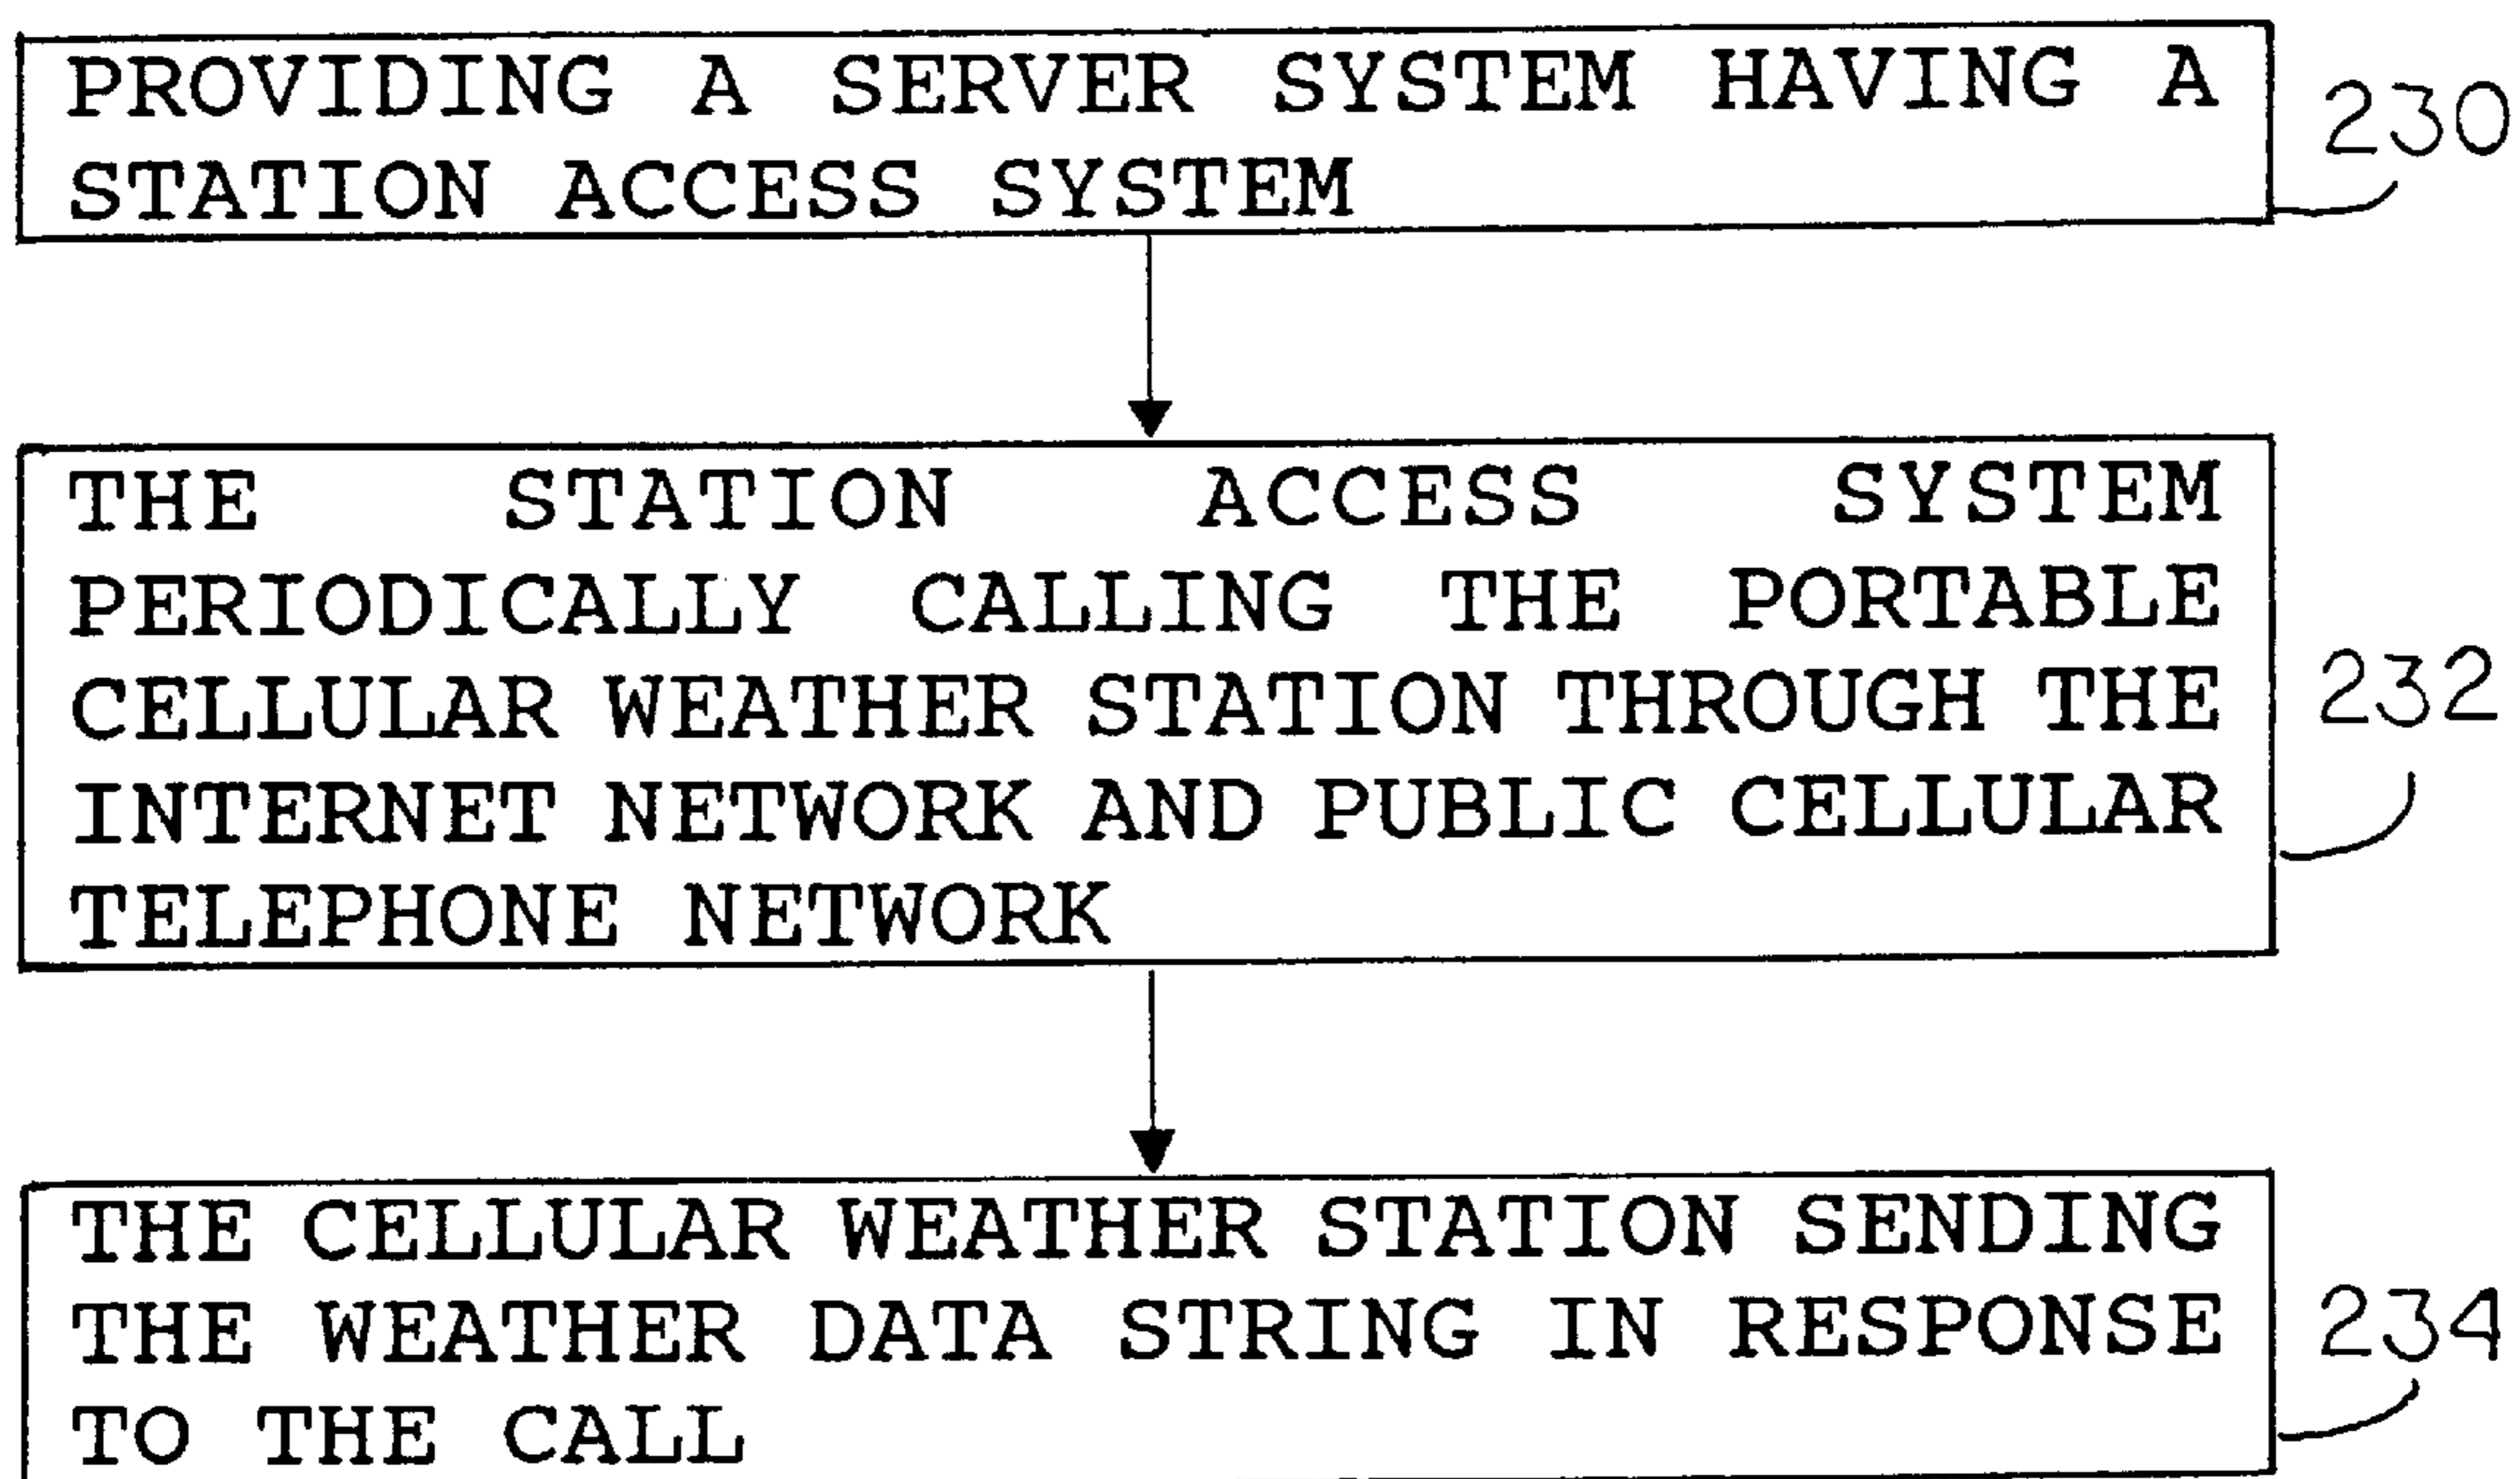 PROVIDING A SERVER SYSTEM HAVING A
STATION ACCESS SYSTEM
230
THE STATION ACCESS SYSTEM
PERIODICALLY CALLING THE PORTABLE
CELLULAR WEATHER STATION THROUGH THE
INTERNET NETWORK AND PUBLIC CELLULAR
TELEPHONE NETWORK
232
THE CELLULAR WEATHER STATION SENDING
THE WEATHER DATA STRING IN RESPONSE
TO THE CALL
234